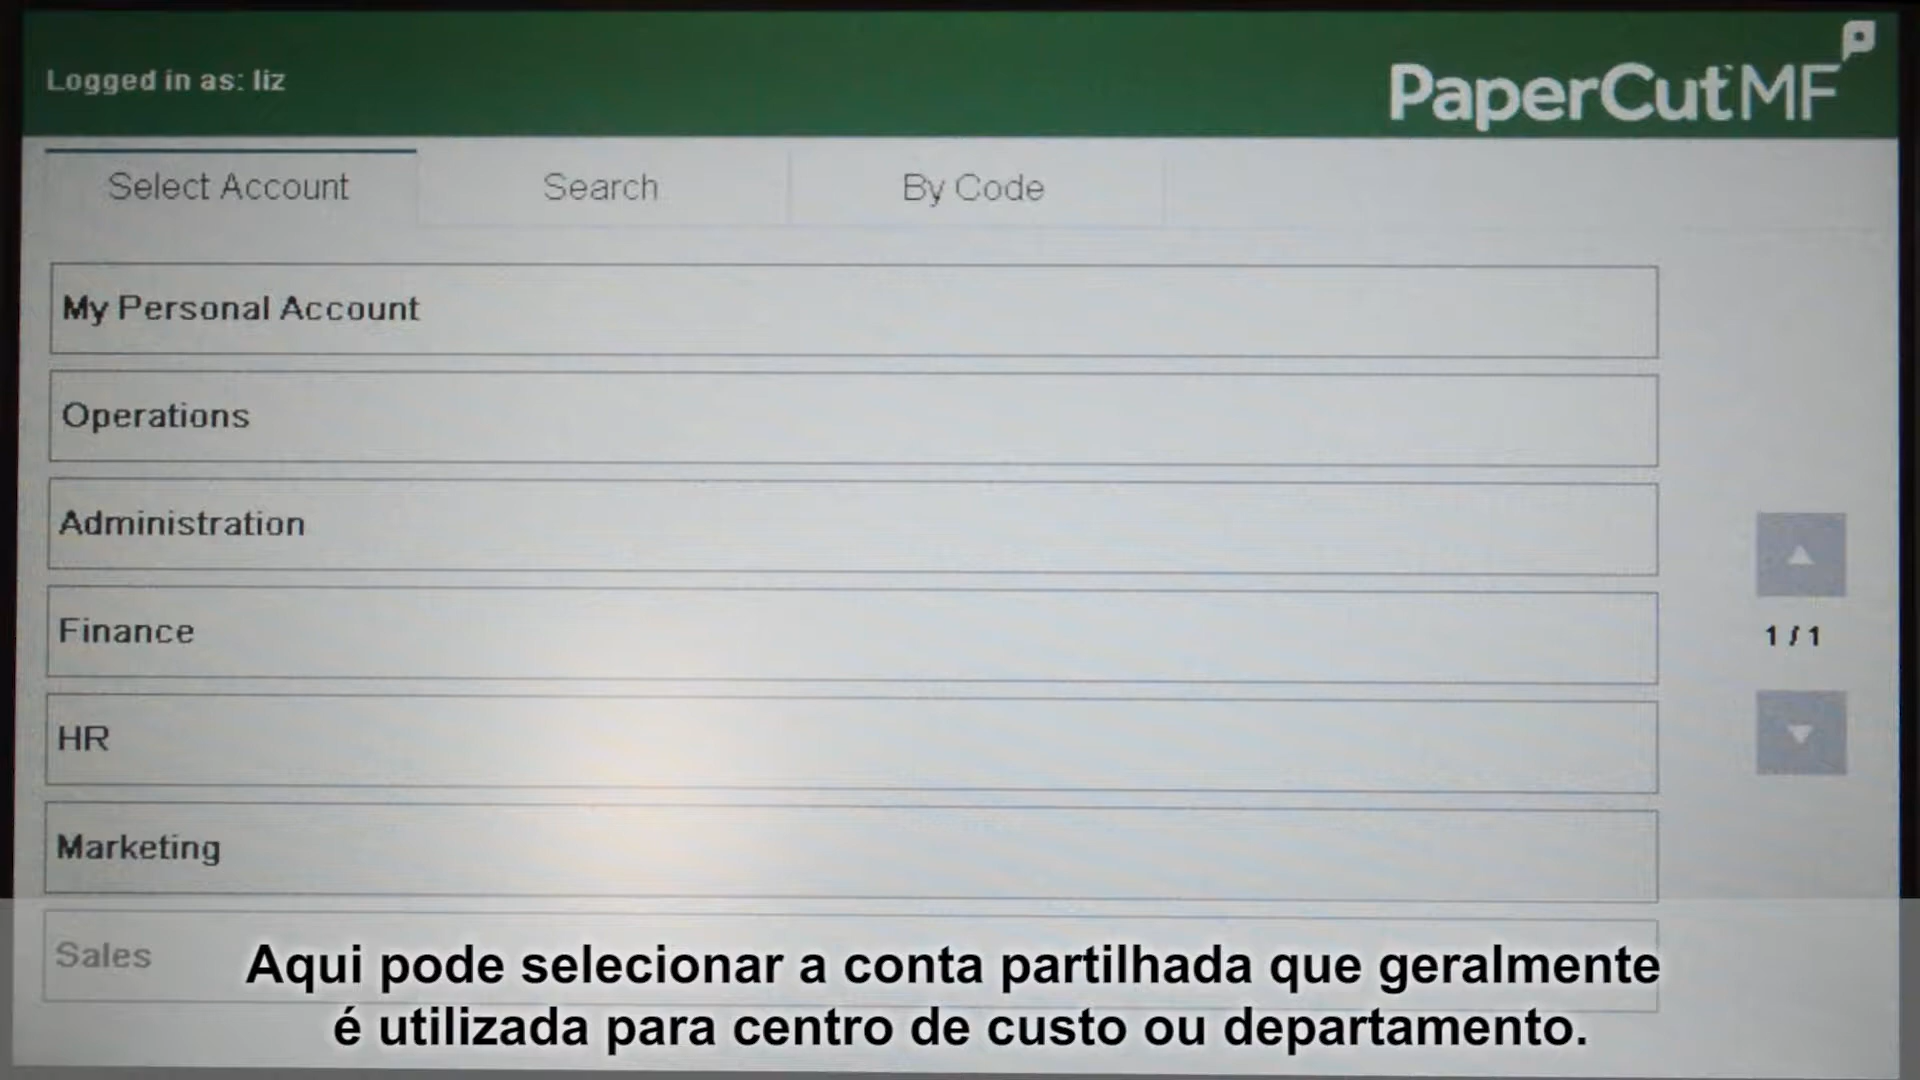 Logged in as: liz
PaperCut MF
Select Account
Search
By Code
My Personal Account
Operations
Administration
Finance
HR
Marketing
Sales
1 / 1
Aqui pode selecionar a conta partilhada que geralmente
é utilizada para centro de custo ou departamento.